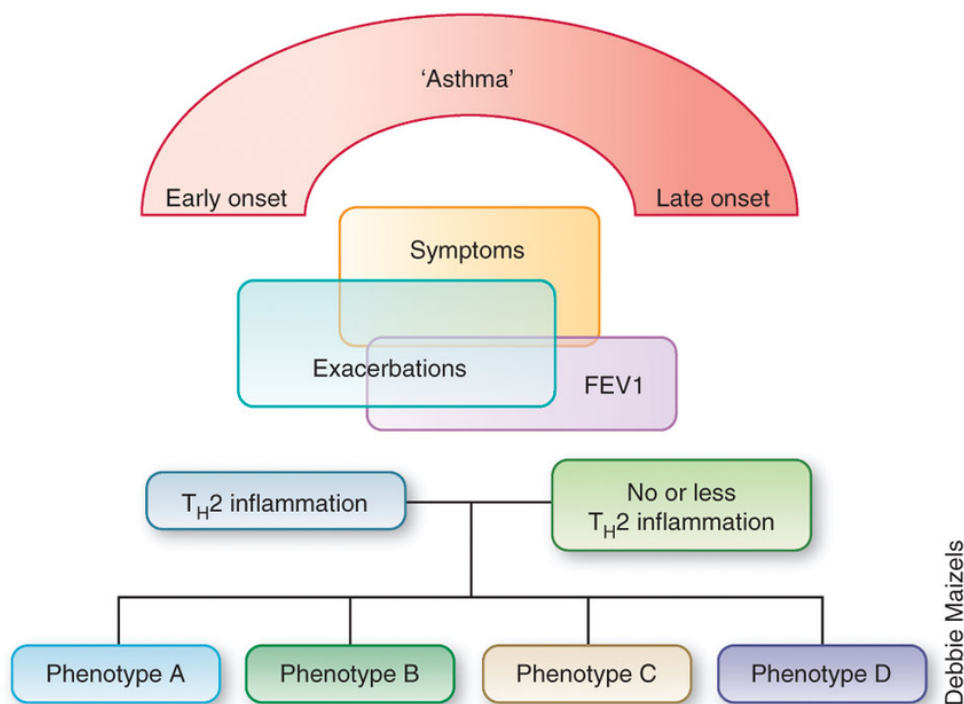 ‘Asthma’
Early onset
Late onset
Symptoms
Exacerbations
FEV1
TH2 inflammation
No or less
TH2 inflammation
Phenotype A
Phenotype B
Phenotype C
Phenotype D
Debbie Maizels